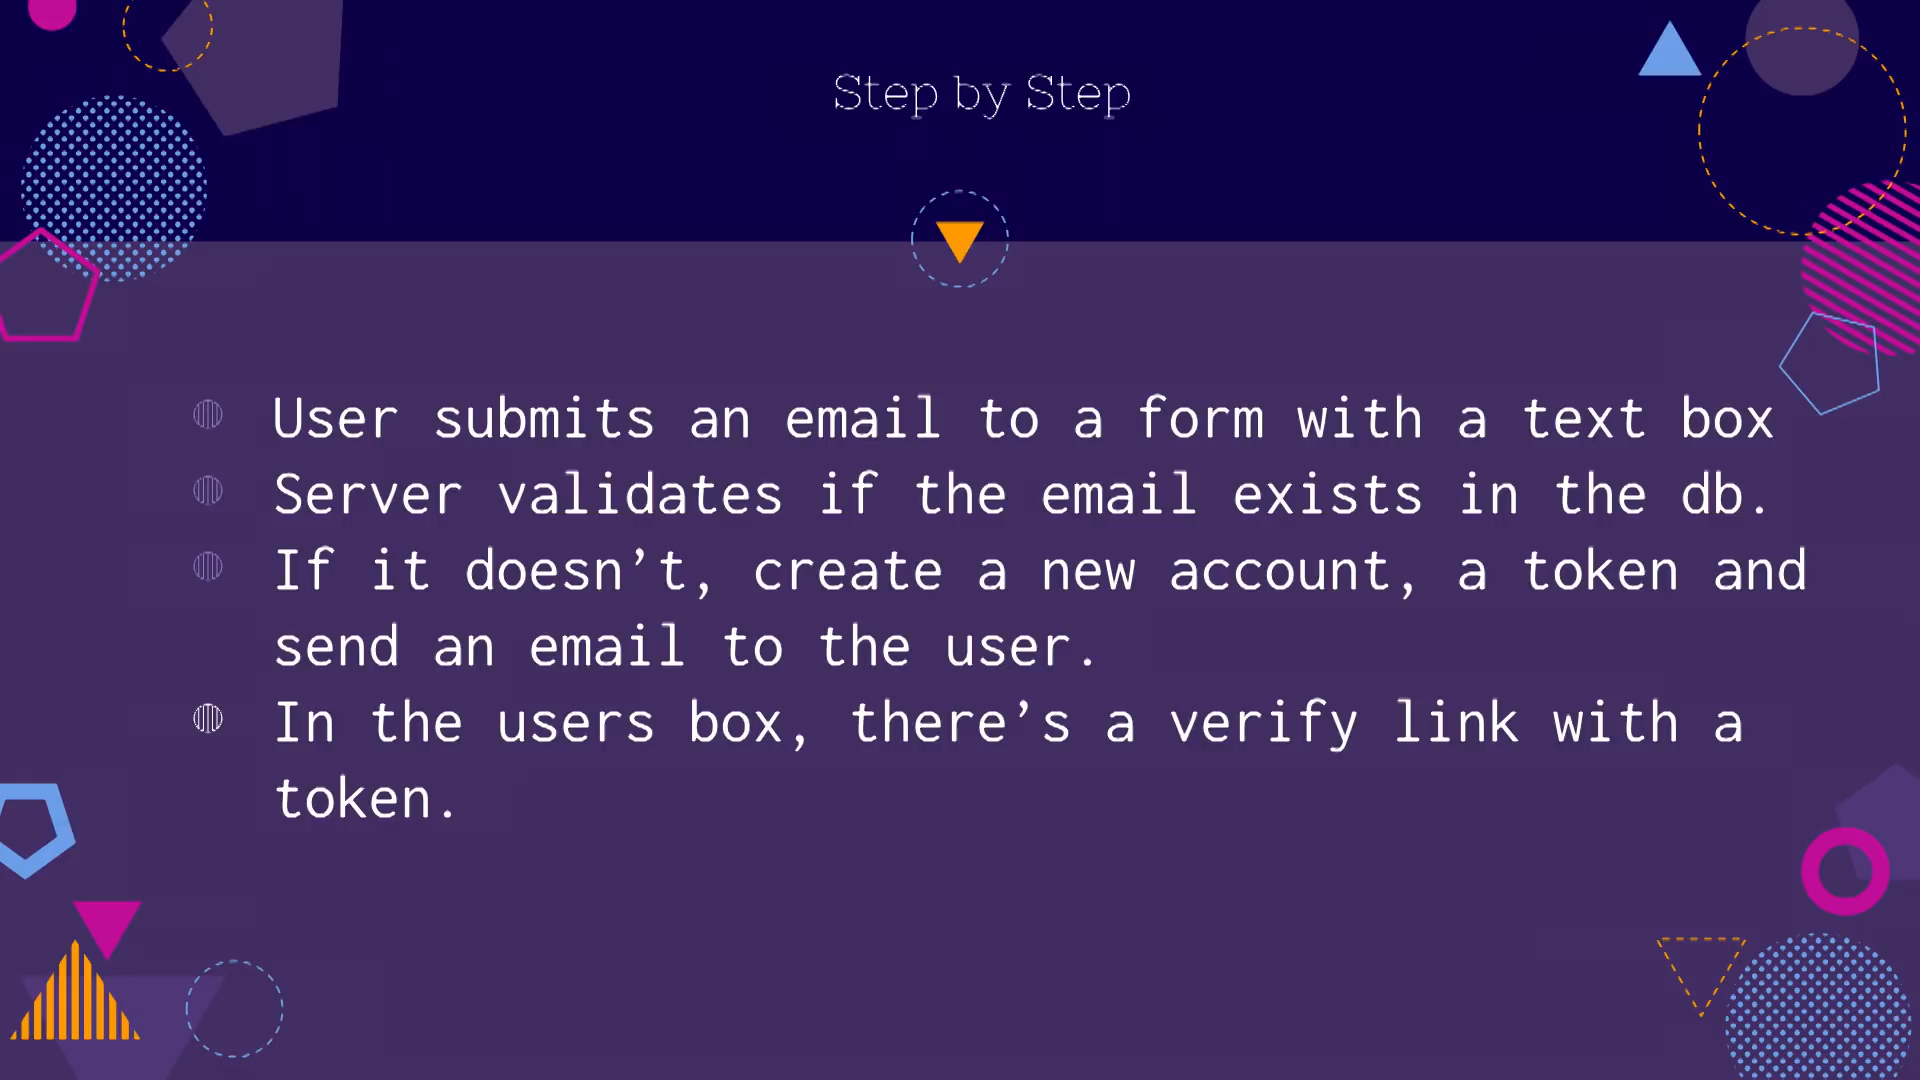 Step by Step
User submits an email to a form with a text box
Server validates if the email exists in the db.
If it doesn’t, create a new account, a token and
send an email to the user.
In the users box, there’s a verify link with a
token.